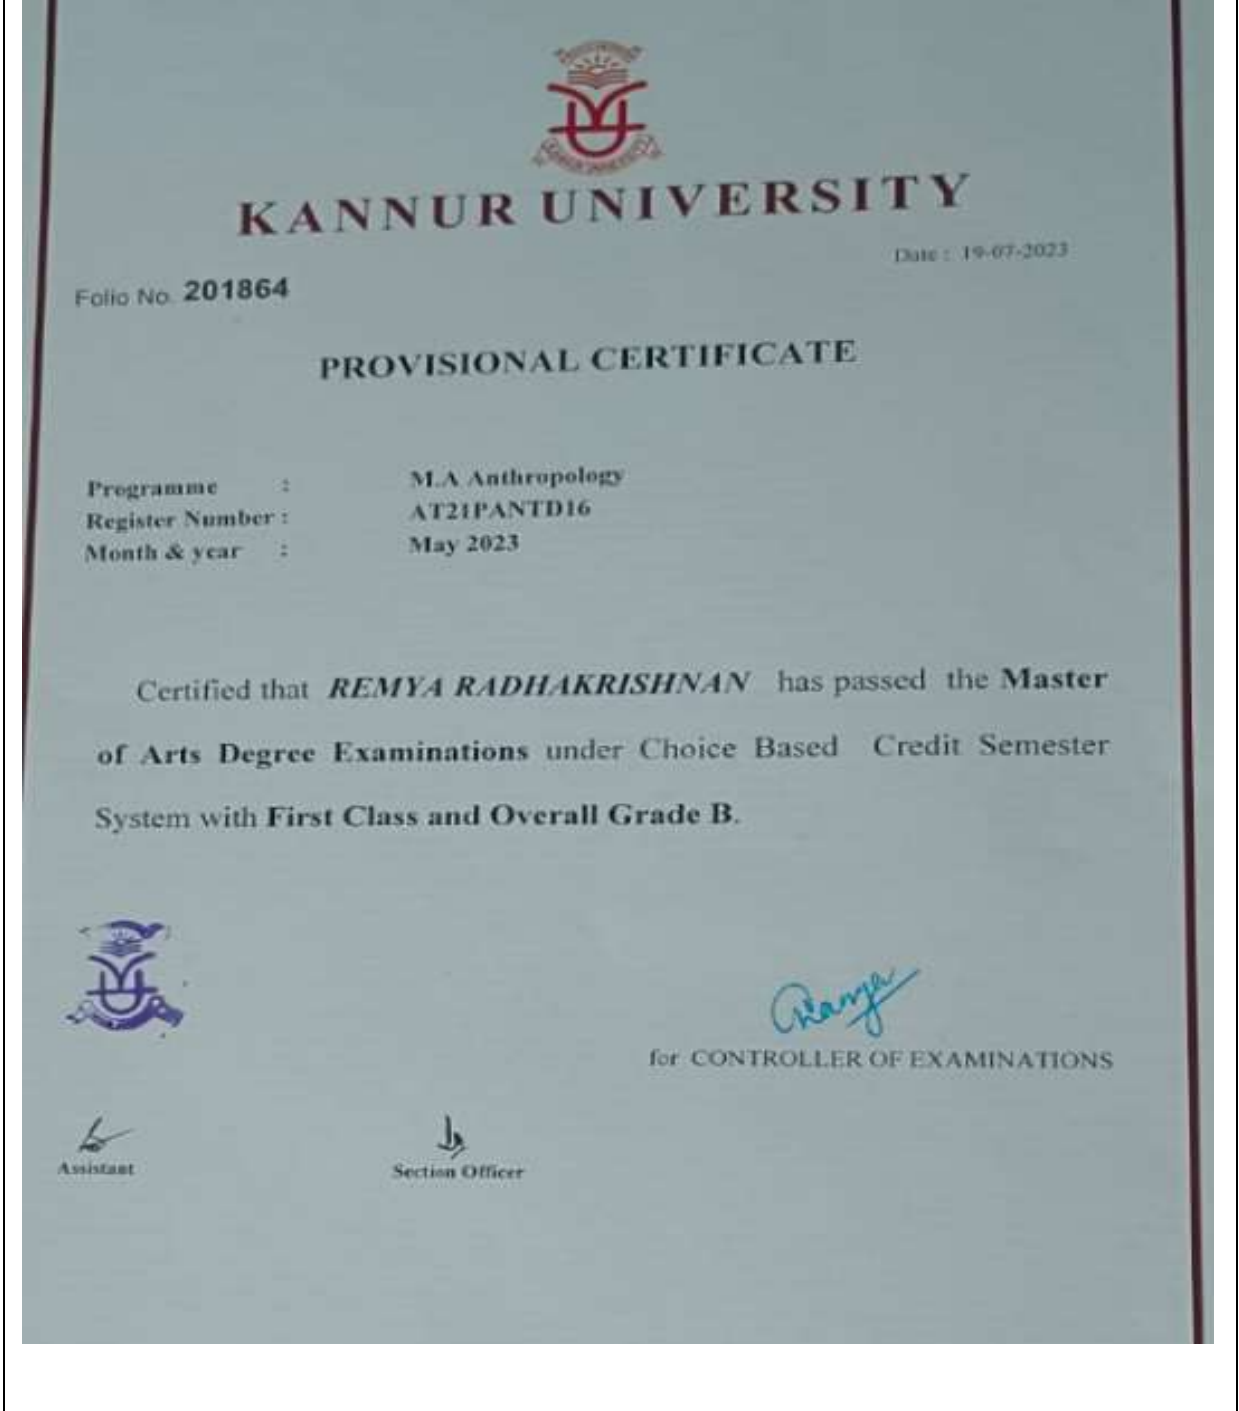 KANNUR UNIVERSITY
Date : 19-07-2023
Folio No. 201864
PROVISIONAL CERTIFICATE
Programme : M.A Anthropology
Register Number : AT21PANTD16
Month & year : May 2023
Certified that REMYA RADHAKRISHNAN has passed the Master
of Arts Degree Examinations under Choice Based Credit Semester
System with First Class and Overall Grade B.
for CONTROLLER OF EXAMINATIONS
Assistant
Section Officer